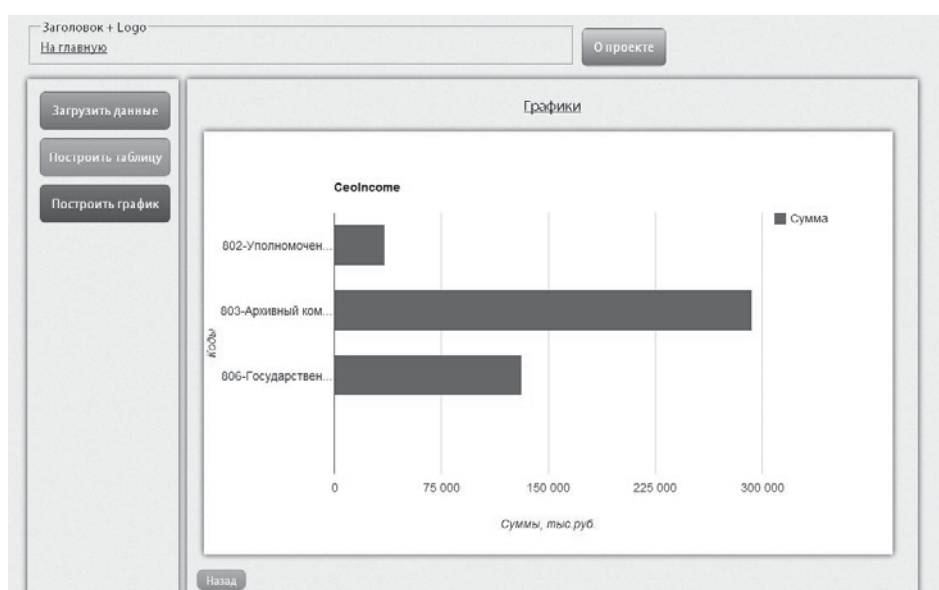 Заголовок + Logo
На главную
О проекте
Загрузить данные
Построить таблицу
Построить график
Графики
CeoIncome
Сумма
802-Уполномочен...
803-Архивный ком...
806-Государствен...
Коды
0 75 000 150 000 225 000 300 000
Суммы, тыс.руб.
Назад